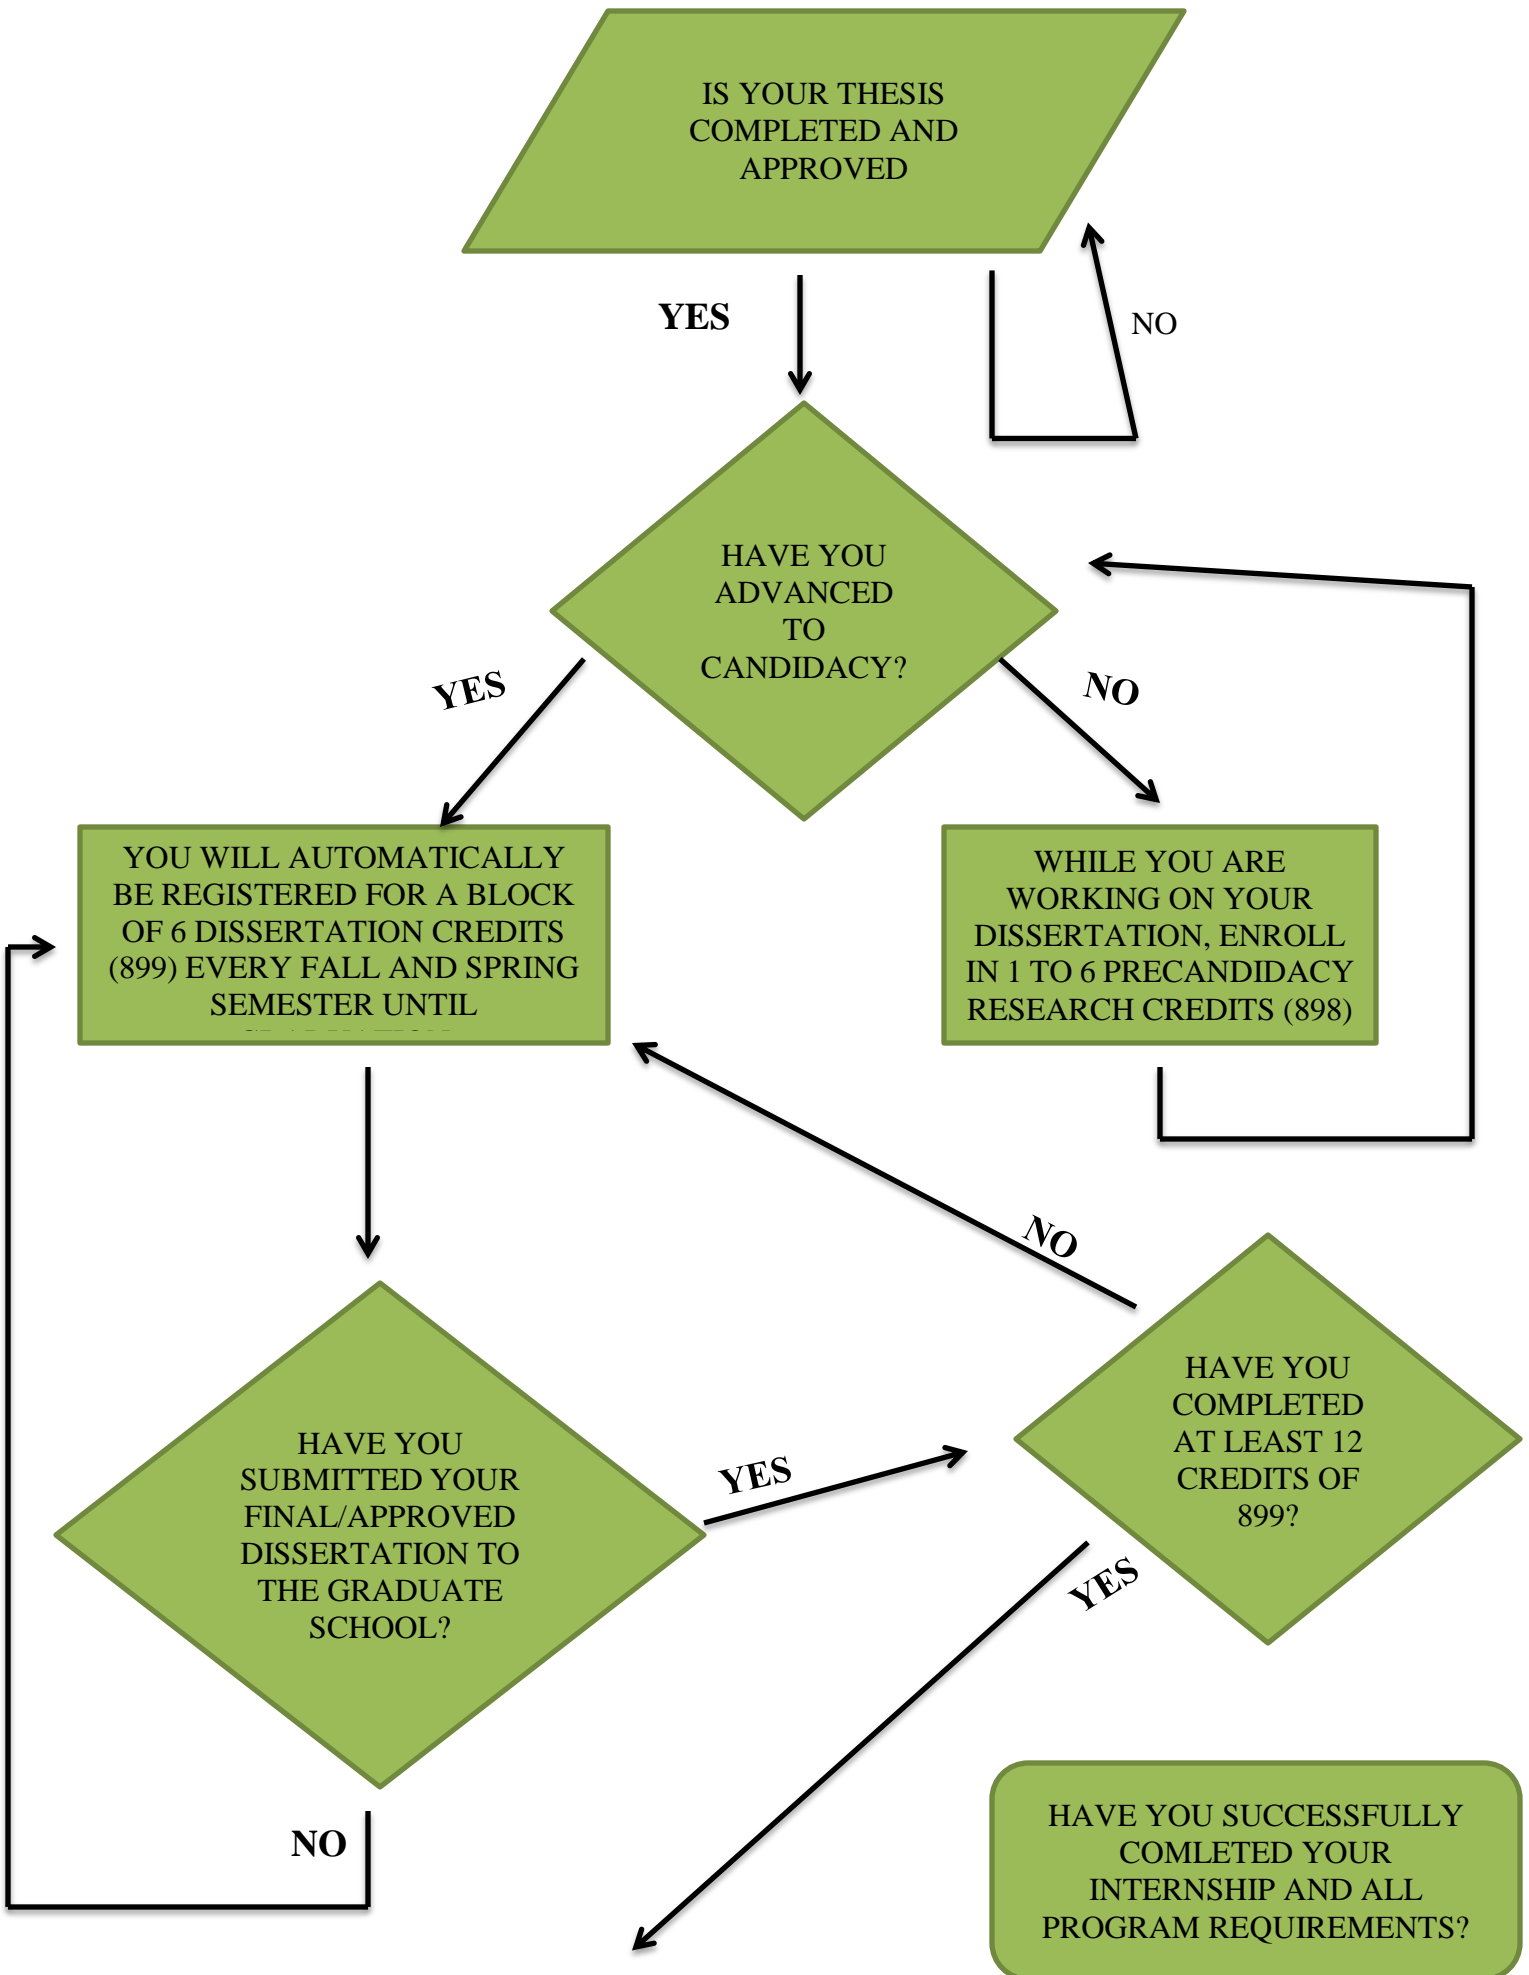 IS YOUR THESIS
COMPLETED AND
APPROVED
YES
NO
HAVE YOU
ADVANCED
TO
CANDIDACY?
YES
NO
YOU WILL AUTOMATICALLY
BE REGISTERED FOR A BLOCK
OF 6 DISSERTATION CREDITS
(899) EVERY FALL AND SPRING
SEMESTER UNTIL
WHILE YOU ARE
WORKING ON YOUR
DISSERTATION, ENROLL
IN 1 TO 6 PRECANDIDACY
RESEARCH CREDITS (898)
NO
HAVE YOU
COMPLETED
AT LEAST 12
CREDITS OF
899?
HAVE YOU
SUBMITTED YOUR
FINAL/APPROVED
DISSERTATION TO
THE GRADUATE
SCHOOL?
YES
YES
NO
HAVE YOU SUCCESSFULLY
COMLETED YOUR
INTERNSHIP AND ALL
PROGRAM REQUIREMENTS?